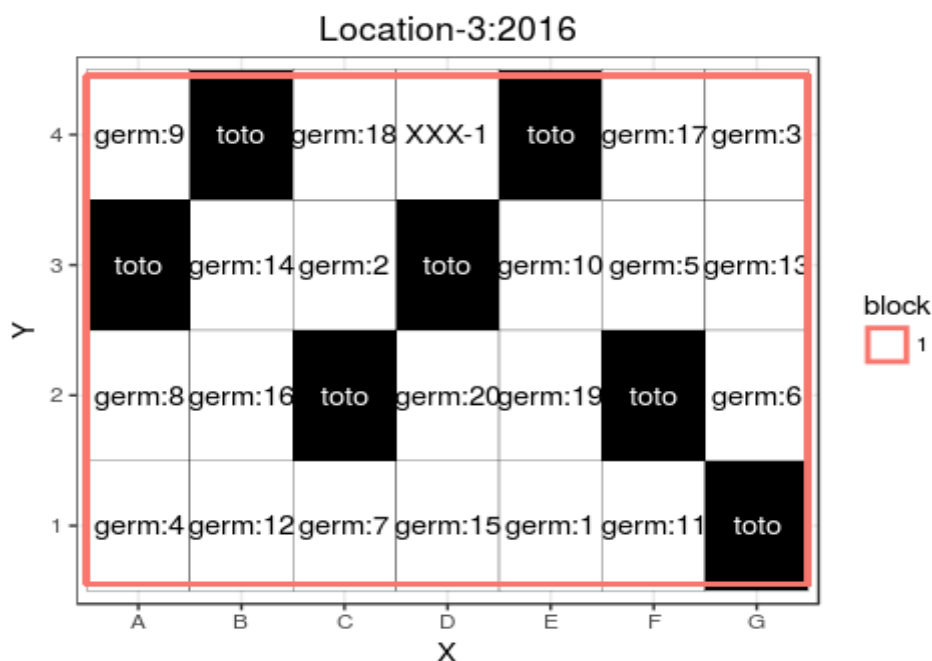 Location-3:2016
4 germ:9 toto germ:18 XXX-1 toto germ:17 germ:3
3 toto germ:14 germ:2 toto germ:10 germ:5 germ:13
2 germ:8 germ:16 toto germ:20 germ:19 toto germ:6
1 germ:4 germ:12 germ:7 germ:15 germ:1 germ:11 toto
A B C D E F G
X
Y
block
1